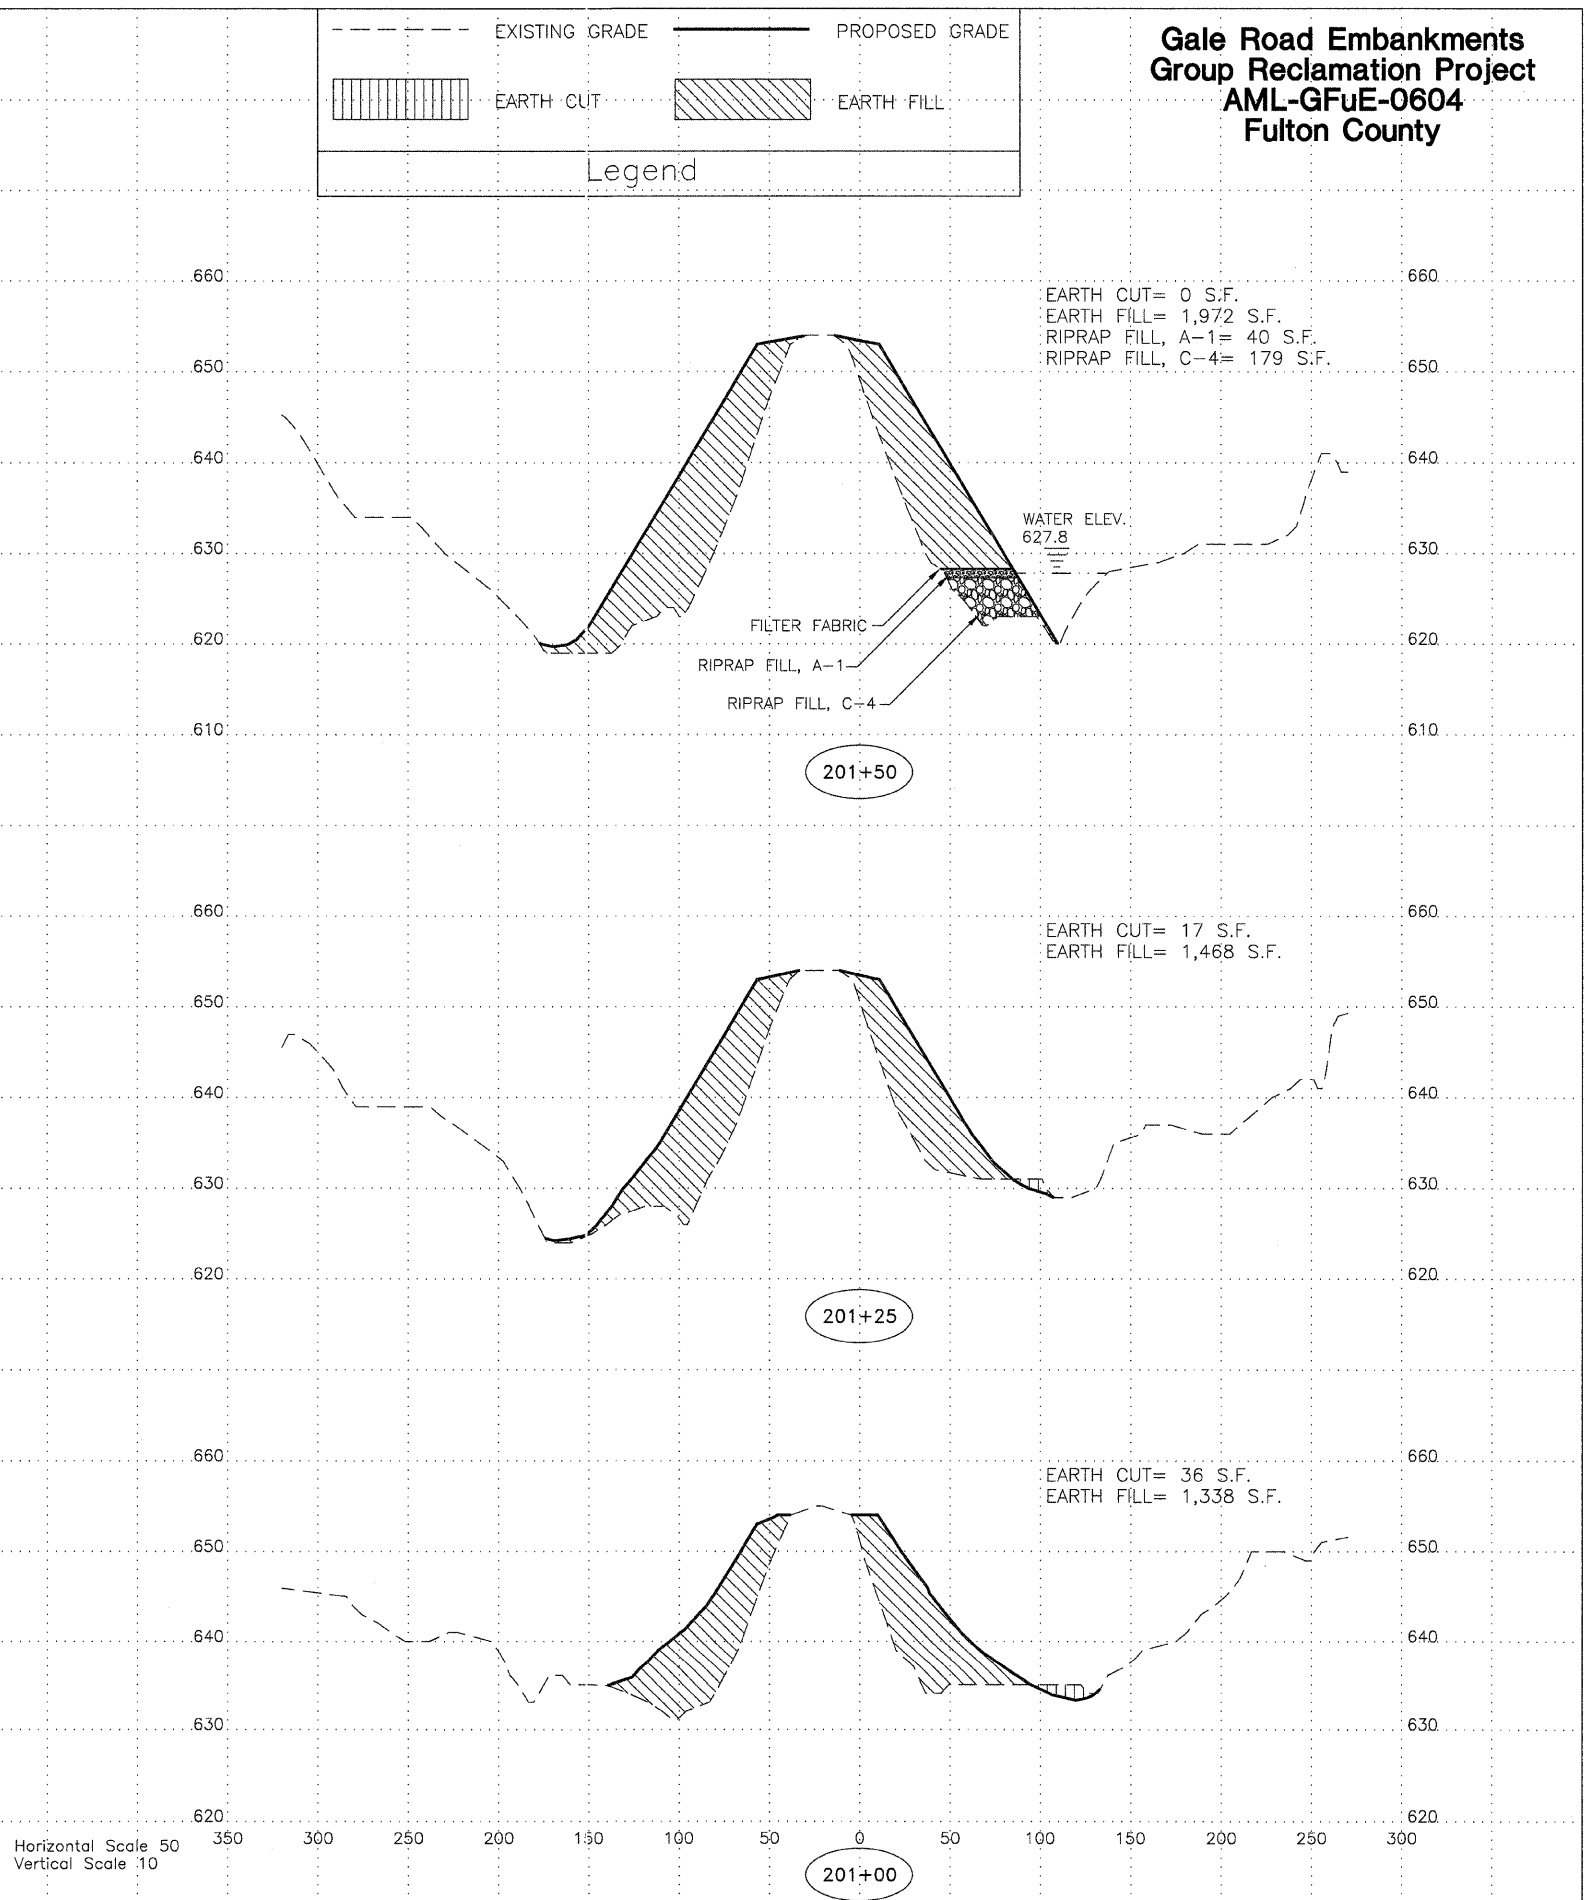 EXISTING GRADE
PROPOSED GRADE
EARTH CUT
EARTH FILL
Legend
Gale Road Embankments
Group Reclamation Project
AML-GFuE-0604
Fulton County
660 660
EARTH CUT= 0 S.F.
EARTH FILL= 1,972 S.F.
RIPRAP FILL, A-1= 40 S.F.
RIPRAP FILL, C-4= 179 S.F.
650 650
640 640
WATER ELEV.
627.8
630 630
FILTER FABRIC
620 620
RIPRAP FILL, A-1
RIPRAP FILL, C-4
610 610
201+50
660 660
EARTH CUT= 17 S.F.
EARTH FILL= 1,468 S.F.
650 650
640 640
630 630
620 620
201+25
660 660
EARTH CUT= 36 S.F.
EARTH FILL= 1,338 S.F.
650 650
640 640
630 630
620 620
350 300 250 200 150 100 50 0 50 100 150 200 250 300
Horizontal Scale 50
Vertical Scale 10
201+00